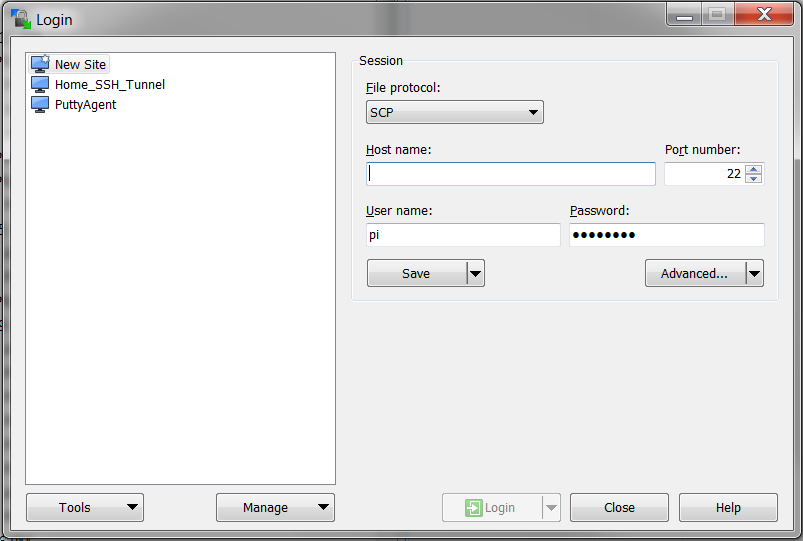 Login
New Site
Home_SSH_Tunnel
PuttyAgent
Session
File protocol:
SCP
Host name:
Port number:
22
User name:
Password:
pi
●●●●●●●●
Save
Advanced...
Tools
Manage
Login
Close
Help